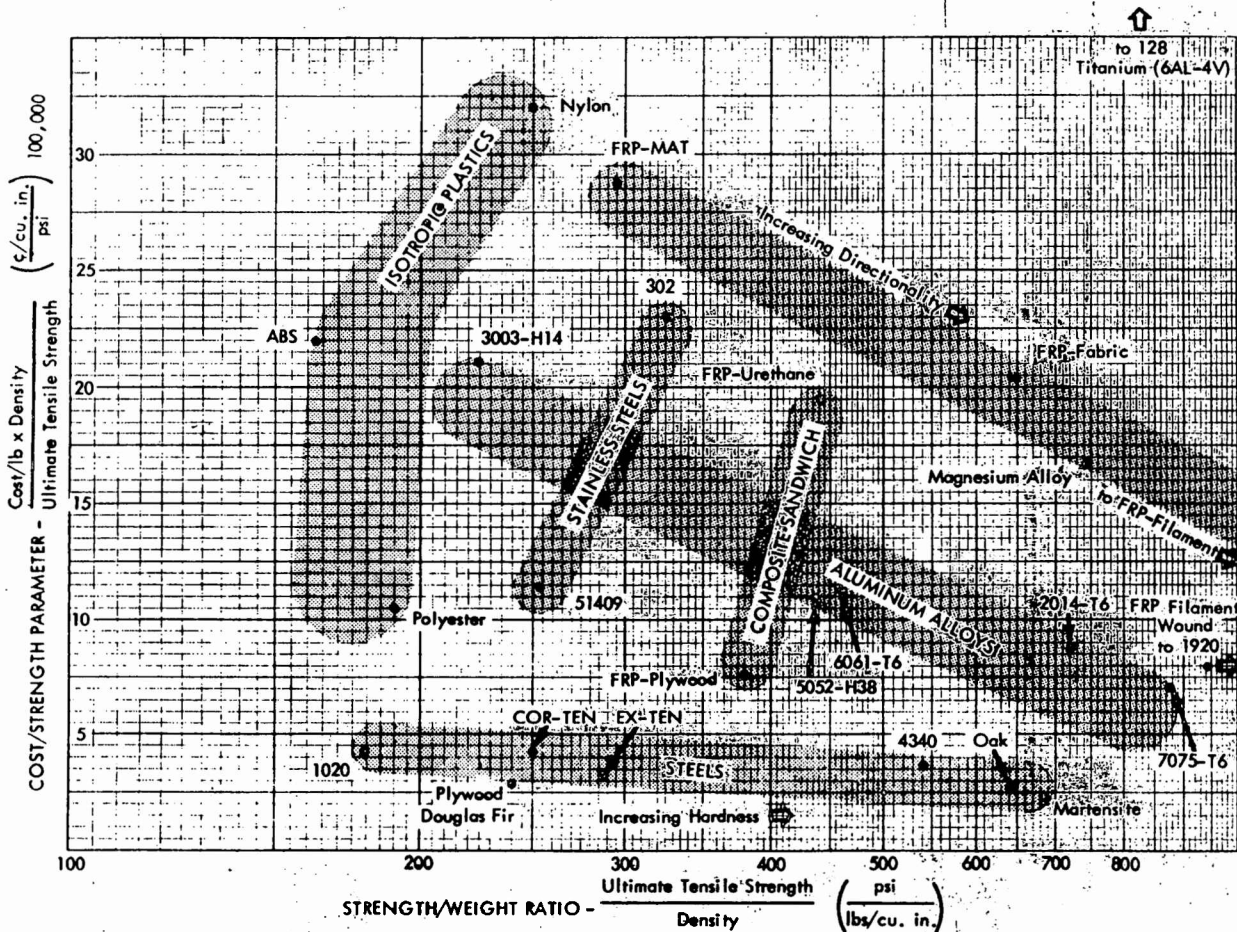 to 128
Titanium (6AL-4V)
Nylon
FRP-MAT
30
ISOTROPIC PLASTICS
Increasing Directionality
25
302
ABS
3003-H14
FRP-Urethane
FRP-Fabric
20
STAINLESS STEELS
COMPOSITE SANDWICH
Magnesium Alloy
to FRP-Filament
15
51409
ALUMINUM ALLOYS
2014-T6
FRP Filament
Wound
to 1920
10
Polyester
6061-T6
FRP-Plywood
5052-H38
COR-TEN
EX-TEN
4340
Oak
7075-T6
5
1020
STEELS
Plywood
Douglas Fir
Increasing Hardness
Martensite
100
200
300
400
500
600
700
800
COST/STRENGTH PARAMETER - Cost/lb x Density
Ultimate Tensile Strength
(¢/cu. in.
psi) 100,000
STRENGTH/WEIGHT RATIO - Ultimate Tensile Strength
Density
(psi
lbs/cu. in.)